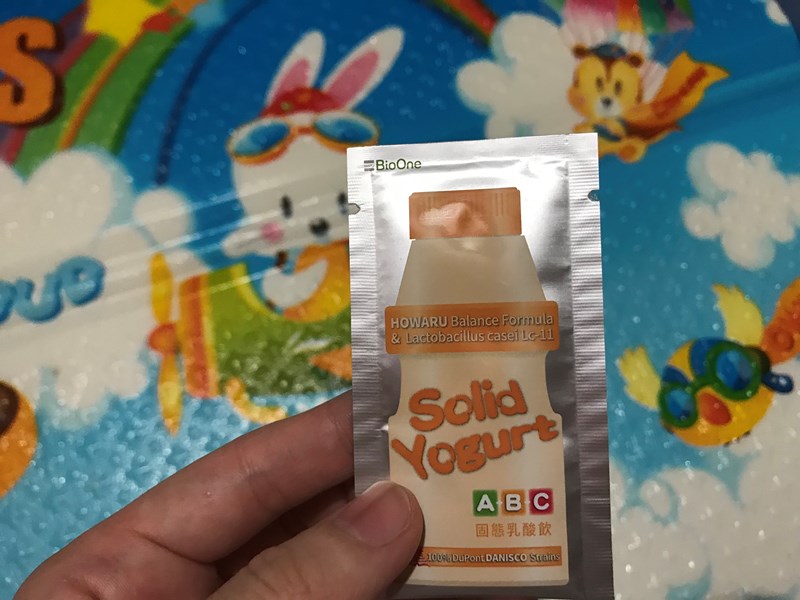 S
BioOne
HOWARU Balance Formula
& Lactobacillus casei Lc-11
Solid
Yogurt
A B C
固態乳酸飲
100% DuPont DANISCO Strains